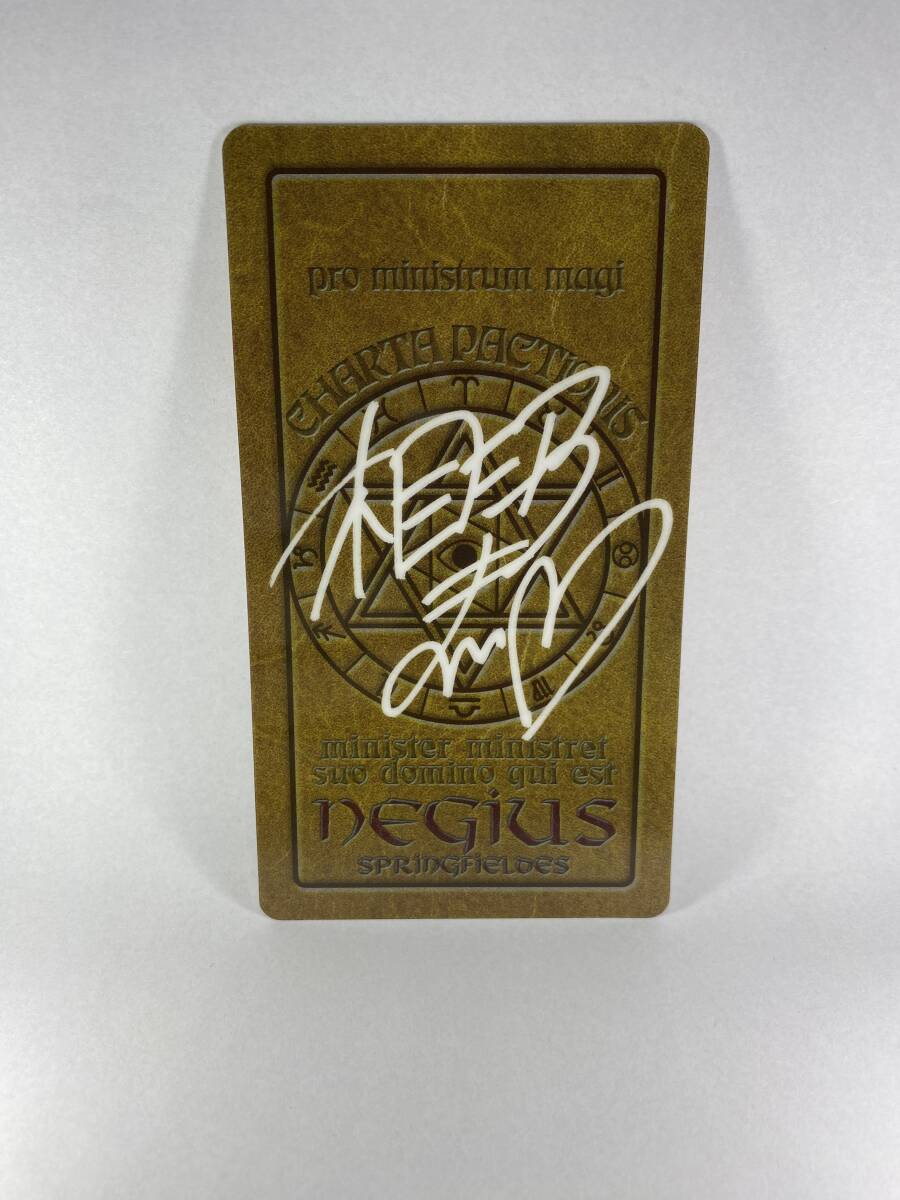 pro ministrum magi
CHARTA PACTIONIS
minister ministret
suo domino qui est
NEGIUS
SPRINGFIELDES